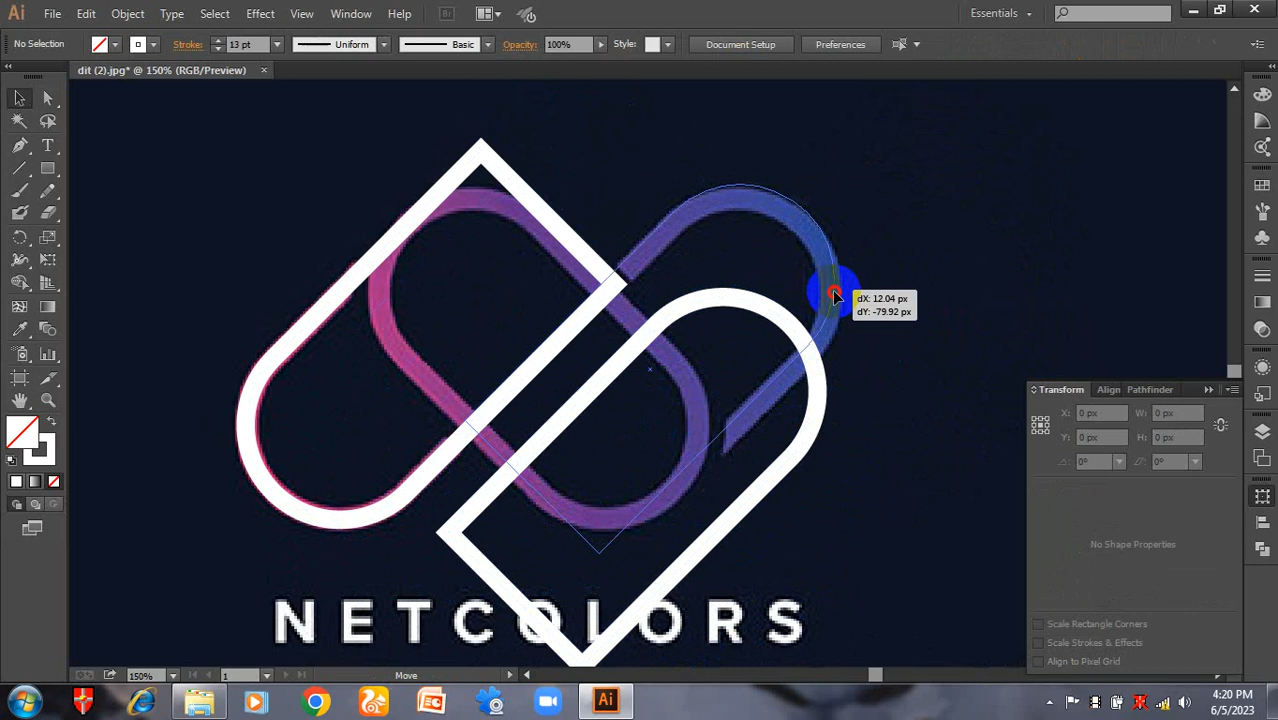 Ai File Edit Object Type Select Effect View Window Help Br Essentials
No Selection Stroke: 13 pt Uniform Basic Opacity: 100% Style: Document Setup Preferences
dit (2).jpg* @ 150% (RGB/Preview)
dX: 12.04 px
dY: -79.92 px
Transform Align Pathfinder
X: 0 px W: 0 px
Y: 0 px H: 0 px
0° 0°
No Shape Properties
Scale Rectangle Corners
Scale Strokes & Effects
Align to Pixel Grid
NETCOLORS
150% 1 Move
Ai
4:20 PM
6/5/2023